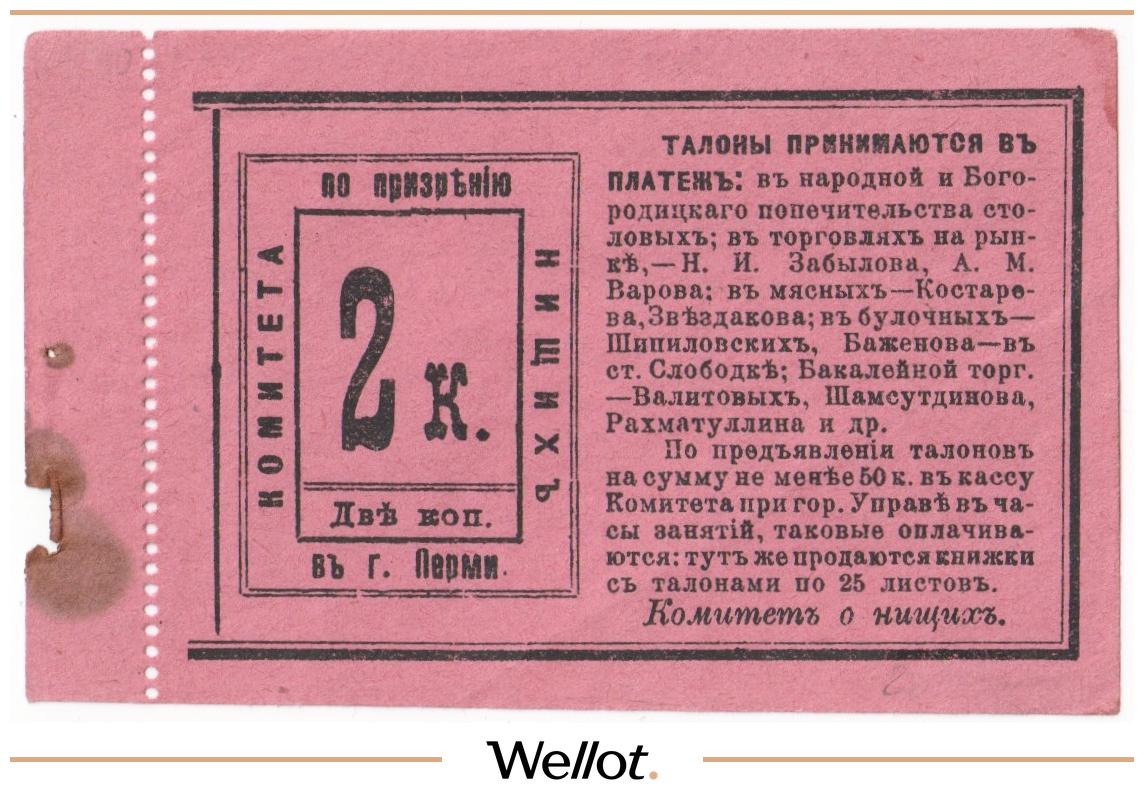 по призрѣнію
КОМИТЕТА
НИЩИХЪ
2 к.
Двѣ коп.
въ г. Перми.
ТАЛОНЫ ПРИНИМАЮТСЯ ВЪ
ПЛАТЕЖЪ: въ народной и Бого-
родицкаго попечительства сто-
ловыхъ; въ торговляхъ на рын-
кѣ,—Н. И. Забылова, А. М.
Варова; въ мясныхъ—Костаре-
ва, Звѣздакова; въ булочныхъ—
Шипиловскихъ, Баженова—въ
ст. Слободкѣ; Бакалейной торг.
—Валитовыхъ, Шамсутдинова,
Рахматуллина и др.
По предъявленіи талоновъ
на сумму не менѣе 50 к. въ кассу
Комитета при гор. Управѣ въ ча-
сы занятій, таковые оплачива-
ются: тутъ же продаются книжки
съ талонами по 25 листовъ.
Комитетъ о нищихъ.
Wellot.